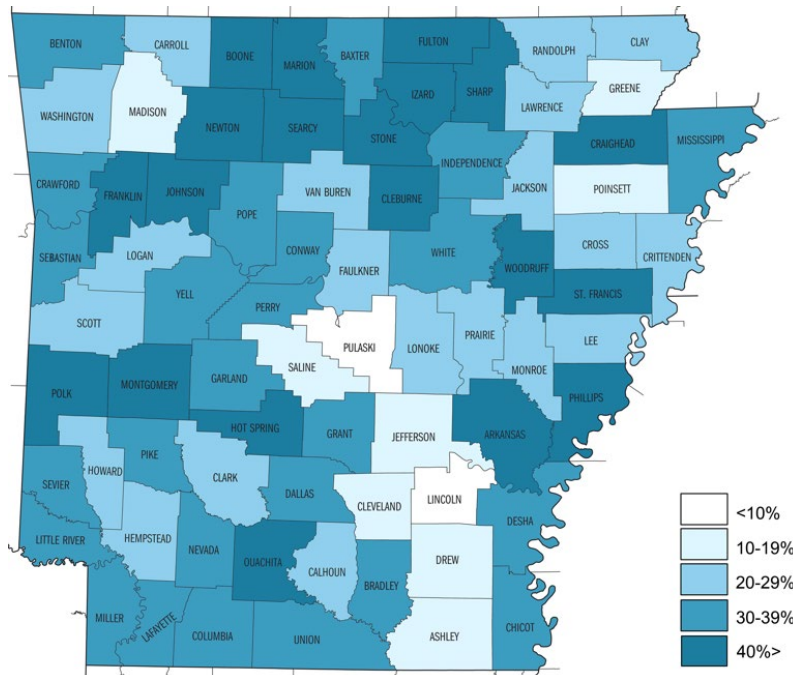 BENTON
CARROLL
BOONE
MARION
BAXTER
FULTON
RANDOLPH
CLAY
IZARD
SHARP
GREENE
WASHINGTON
MADISON
LAWRENCE
NEWTON
SEARCY
STONE
CRAIGHEAD
MISSISSIPPI
INDEPENDENCE
CRAWFORD
FRANKLIN
JOHNSON
VAN BUREN
CLEBURNE
JACKSON
POINSETT
POPE
LOGAN
CONWAY
WHITE
CROSS
CRITTENDEN
SEBASTIAN
FAULKNER
WOODRUFF
YELL
PERRY
ST. FRANCIS
SCOTT
PULASKI
LONOKE
PRAIRIE
LEE
SALINE
MONROE
POLK
MONTGOMERY
GARLAND
PHILLIPS
HOT SPRING
GRANT
JEFFERSON
ARKANSAS
HOWARD
PIKE
CLARK
SEVIER
DALLAS
CLEVELAND
LINCOLN
DESHA
LITTLE RIVER
HEMPSTEAD
NEVADA
OUACHITA
CALHOUN
BRADLEY
DREW
MILLER
LAFAYETTE
COLUMBIA
UNION
ASHLEY
CHICOT
<10%
10-19%
20-29%
30-39%
40%>